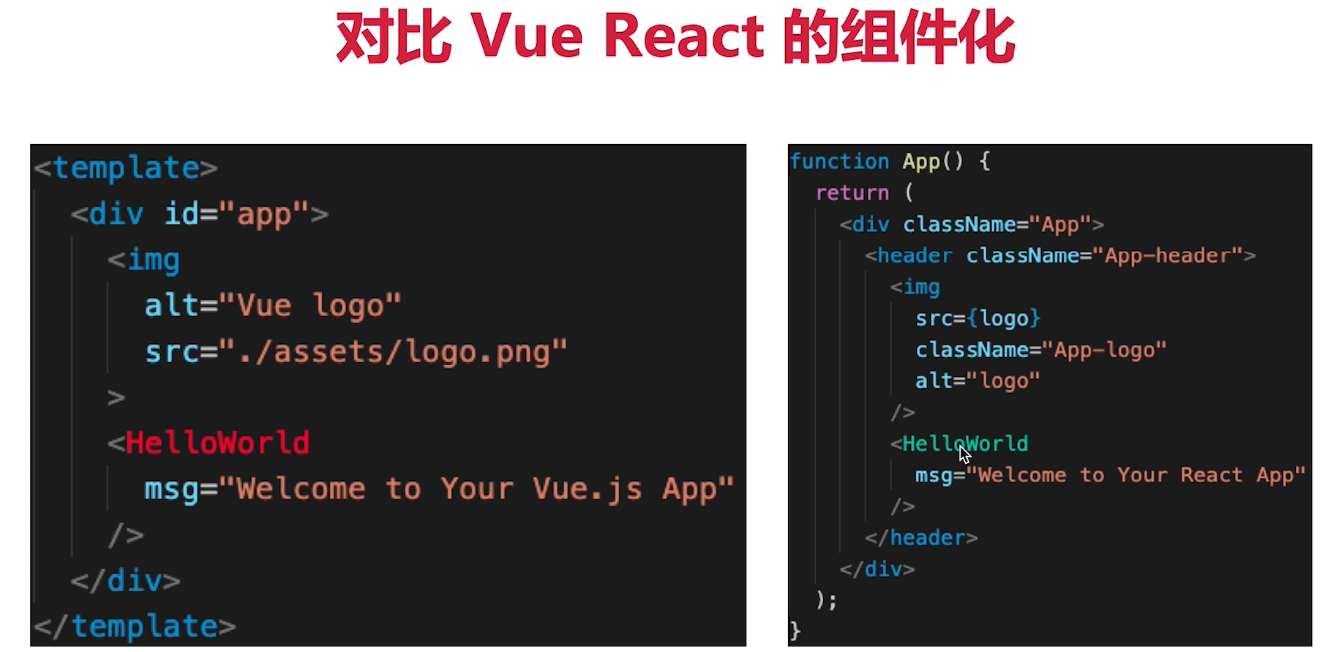 对比 Vue React 的组件化
<template>
<div id="app">
<img
alt="Vue logo"
src="./assets/logo.png"
>
<HelloWorld
msg="Welcome to Your Vue.js App"
/>
</div>
</template>
function App() {
return (
<div className="App">
<header className="App-header">
<img
src={logo}
className="App-logo"
alt="logo"
/>
<HelloWorld
msg="Welcome to Your React App"
/>
</header>
</div>
);
}